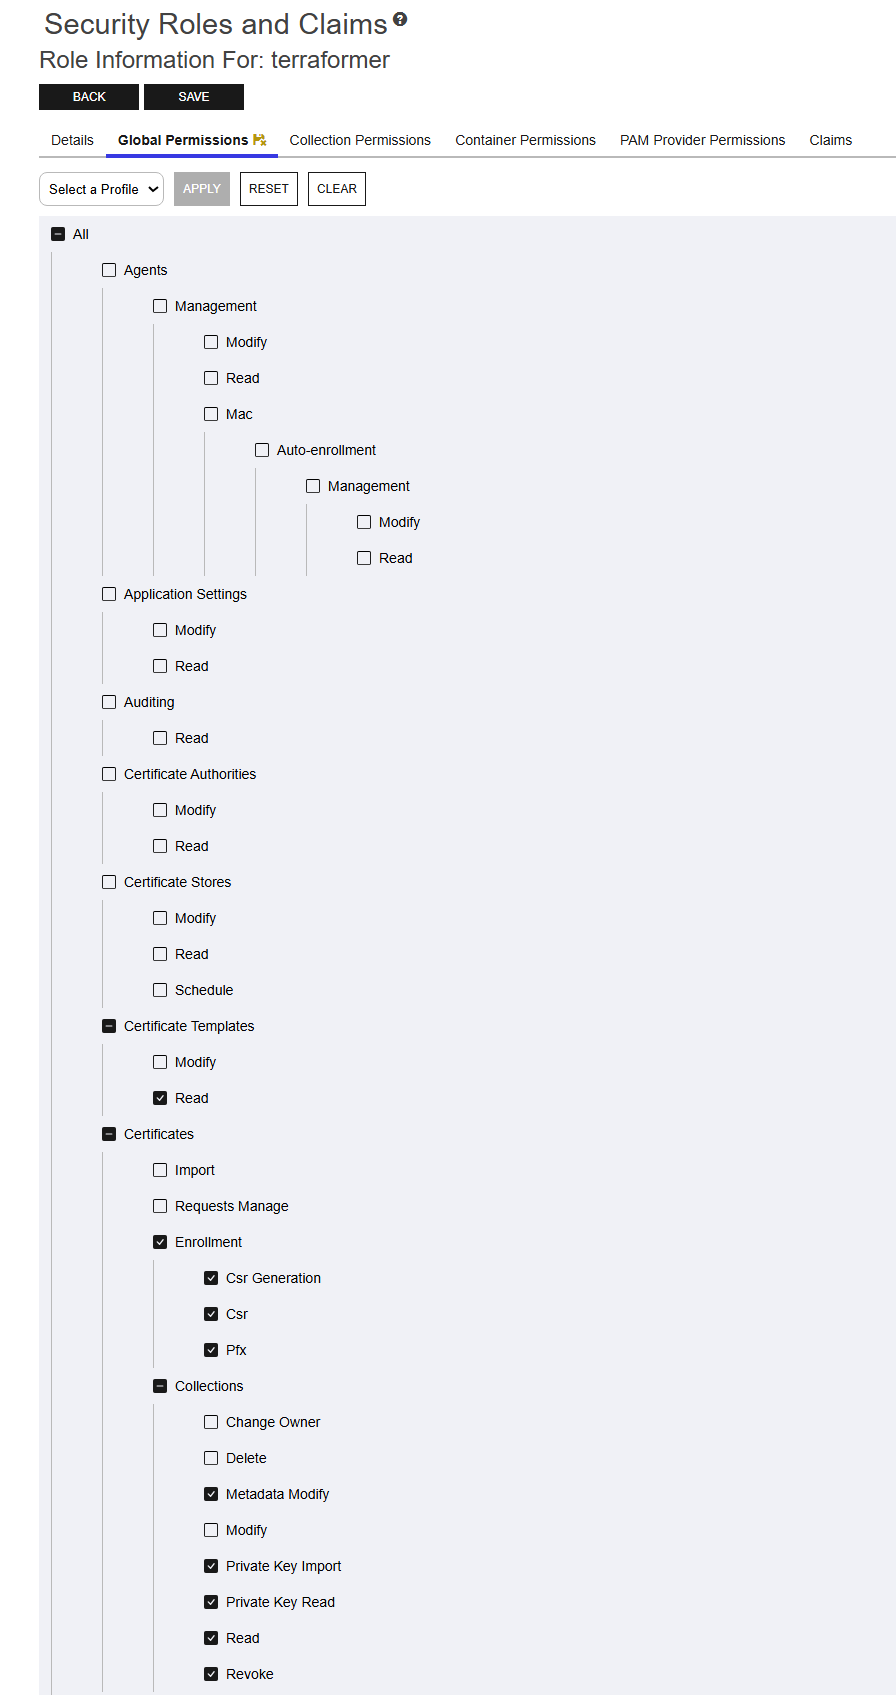 Security Roles and Claims ?
Role Information For: terraformer
BACK SAVE
Details Global Permissions Collection Permissions Container Permissions PAM Provider Permissions Claims
Select a Profile APPLY RESET CLEAR
All
Agents
Management
Modify
Read
Mac
Auto-enrollment
Management
Modify
Read
Application Settings
Modify
Read
Auditing
Read
Certificate Authorities
Modify
Read
Certificate Stores
Modify
Read
Schedule
Certificate Templates
Modify
Read
Certificates
Import
Requests Manage
Enrollment
Csr Generation
Csr
Pfx
Collections
Change Owner
Delete
Metadata Modify
Modify
Private Key Import
Private Key Read
Read
Revoke